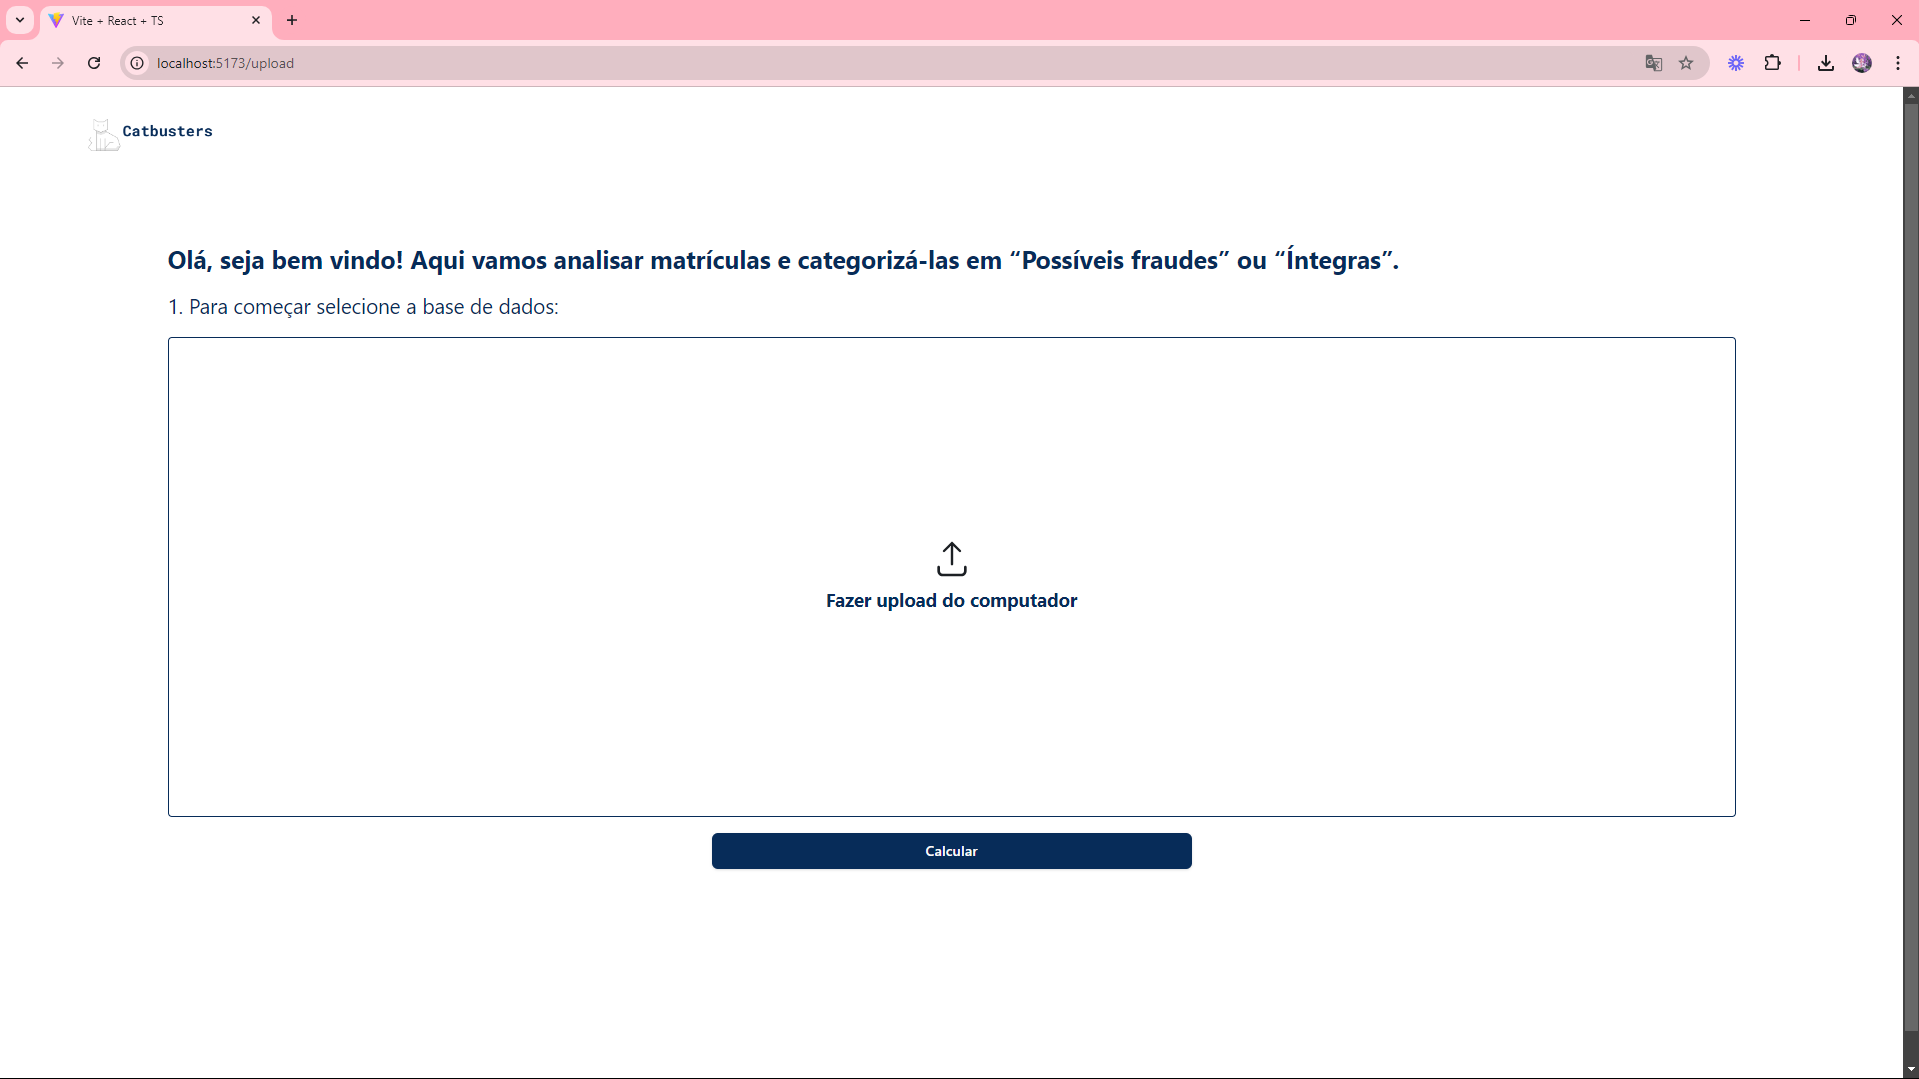 Vite + React + TS
localhost:5173/upload
Catbusters
Olá, seja bem vindo! Aqui vamos analisar matrículas e categorizá-las em “Possíveis fraudes” ou “Íntegras”.
1. Para começar selecione a base de dados:
Fazer upload do computador
Calcular